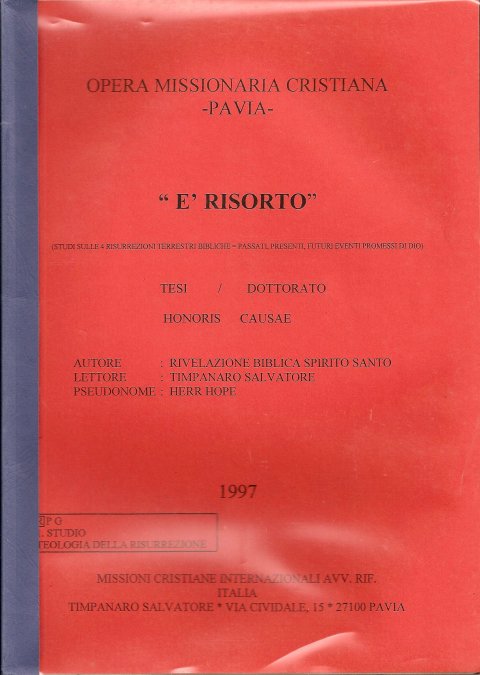 OPERA MISSIONARIA CRISTIANA
-PAVIA-
“ E’ RISORTO”
(STUDI SULLE 4 RISURREZIONI TERRESTRI BIBLICHE = PASSATI, PRESENTI, FUTURI EVENTI PROMESSI DI DIO)
TESI / DOTTORATO
HONORIS CAUSAE
AUTORE : RIVELAZIONE BIBLICA SPIRITO SANTO
LETTORE : TIMPANARO SALVATORE
PSEUDONOME : HERR HOPE
1997
P G
. STUDIO
TEOLOGIA DELLA RISURREZIONE
MISSIONI CRISTIANE INTERNAZIONALI AVV. RIF.
ITALIA
TIMPANARO SALVATORE * VIA CIVIDALE, 15 * 27100 PAVIA